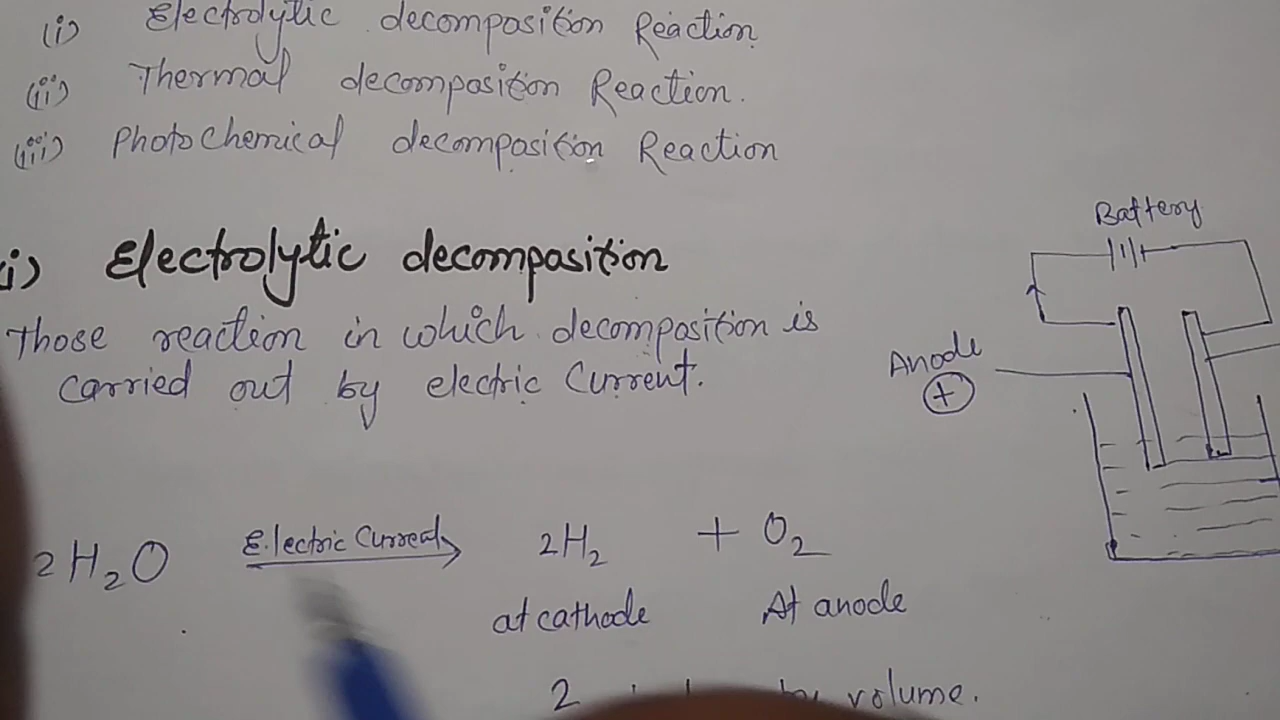 (i) Electrolytic decomposition Reaction
(ii) Thermal decomposition Reaction.
(iii) Photochemical decomposition Reaction
(i) Electrolytic decomposition
Those reaction in which decomposition is
carried out by electric current.
Battery
Anode
+
2H₂O Electric Current 2H₂ + O₂
at cathode At anode
2 by volume.